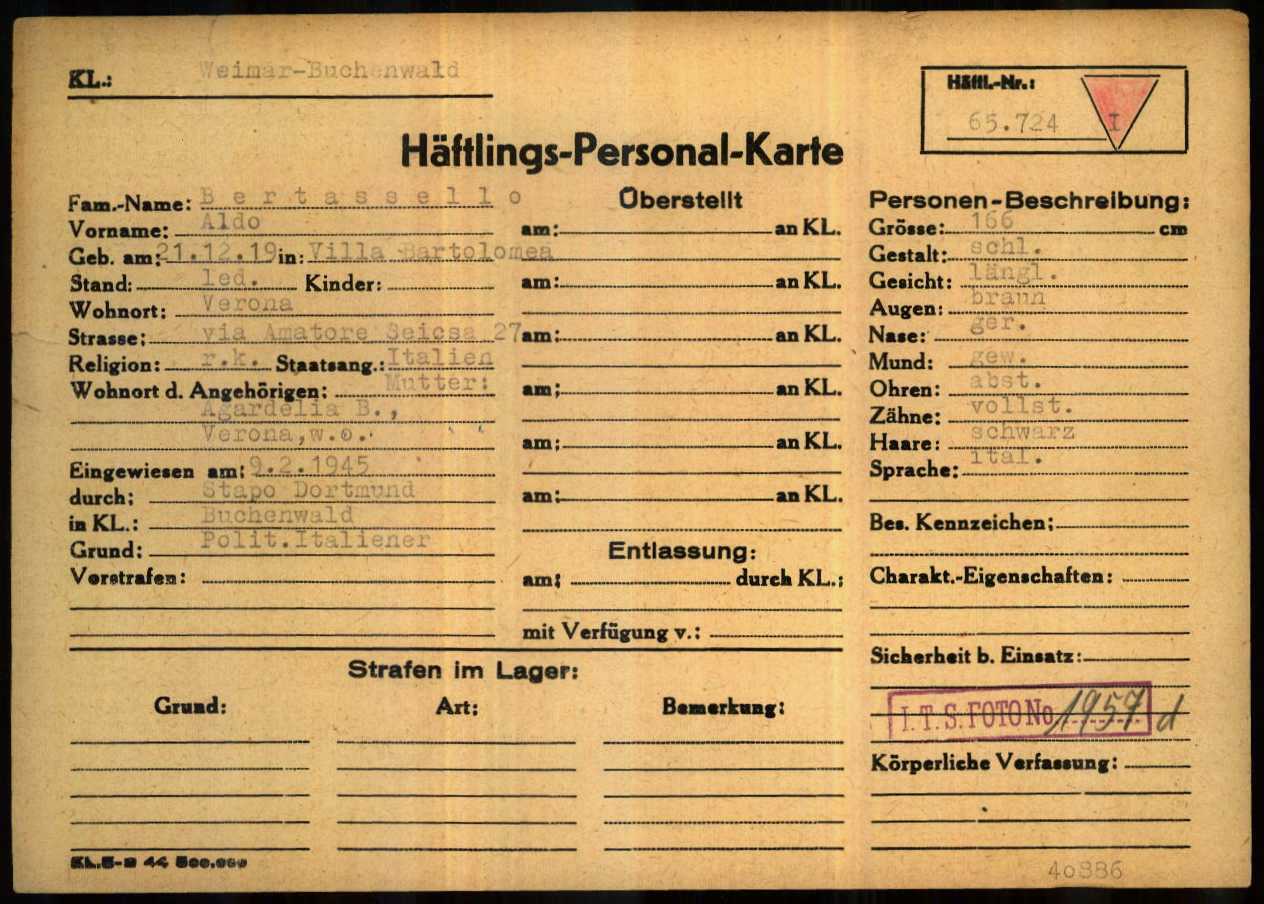 KL.: Weimar-Buchenwald
Häftl.-Nr.:
65.724 I
Häftlings-Personal-Karte
Fam.-Name: Bertassello
Vorname: Aldo
Geb. am: 21.12.19 in: Villa Bartolomea
Stand: led. Kinder:
Wohnort: Verona
Strasse: via Amatore Seicsa 27
Religion: r.k. Staatsang.: Italien
Wohnort d. Angehörigen: Mutter:
Agardelia B.,
Verona,w.o.
Eingewiesen am: 9.2.1945
durch: Stapo Dortmund
in KL.: Buchenwald
Grund: Polit.Italiener
Vorstrafen:
Überstellt
am: an KL.
am: an KL.
am: an KL.
am: an KL.
am: an KL.
am: an KL.
Entlassung:
am: durch KL.:
mit Verfügung v.:
Personen-Beschreibung:
Grösse: 166 cm
Gestalt: schl.
Gesicht: längl.
Augen: braun
Nase: ger.
Mund: gew.
Ohren: abst.
Zähne: vollst.
Haare: schwarz
Sprache: ital.
Bes. Kennzeichen:
Charakt.-Eigenschaften:
Sicherheit b. Einsatz:
I.T.S. FOTO No 1957 d
Körperliche Verfassung:
Strafen im Lager:
Grund: Art: Bemerkung:
40886